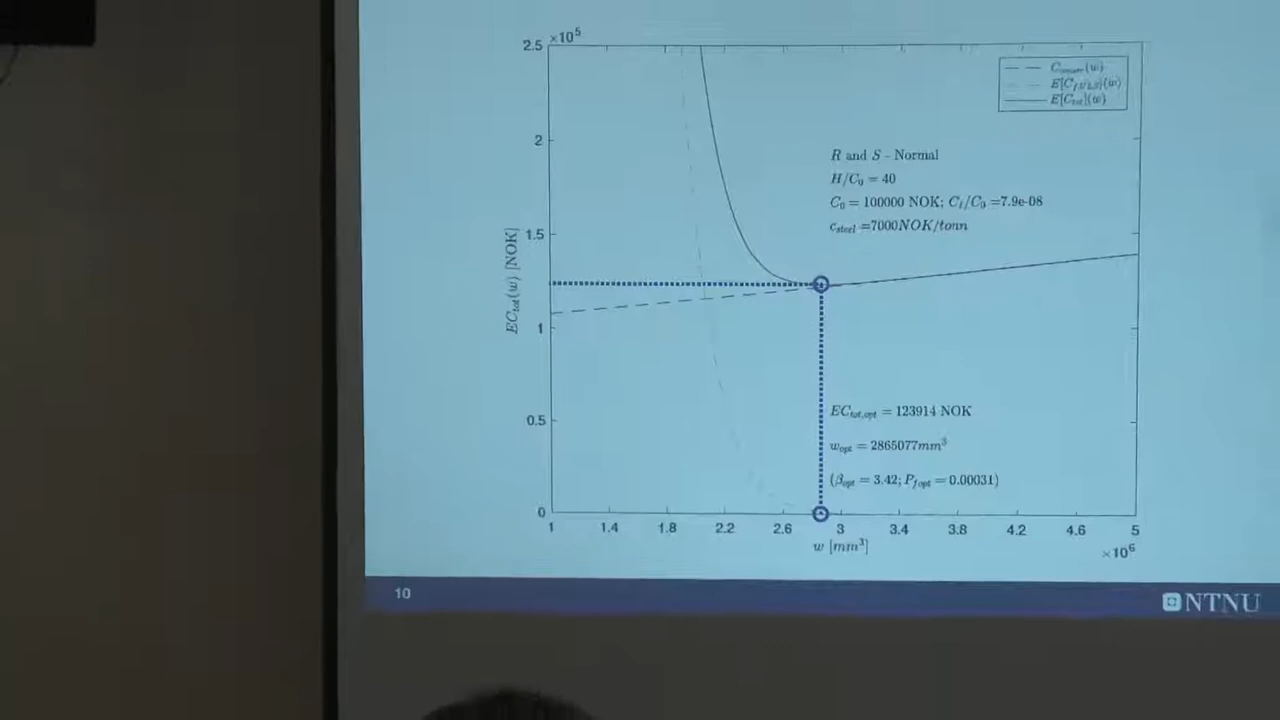 ×10⁵
2.5
2
1.5
1
0.5
0
EC_tot(w) [NOK]
E[C_tot](w)
R and S - Normal
H/C₀ = 40
C₀ = 100000 NOK; C_I/C₀ =7.9e-08
c_steel =7000NOK/tonn
EC_tot,opt = 123914 NOK
w_opt = 2865077mm³
(β_opt = 3.42; P_f opt = 0.00031)
1 1.4 1.8 2.2 2.6 3 3.4 3.8 4.2 4.6 5
w [mm³]
×10⁶
10
NTNU